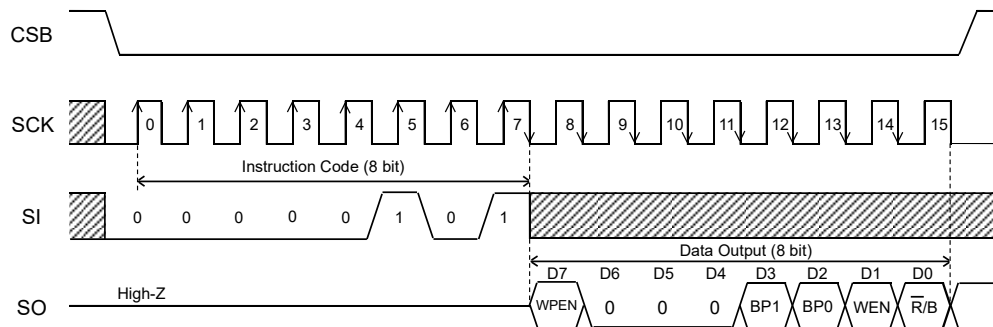 CSB
SCK 0 1 2 3 4 5 6 7 8 9 10 11 12 13 14 15
Instruction Code (8 bit)
SI 0 0 0 0 0 1 0 1
Data Output (8 bit)
D7 D6 D5 D4 D3 D2 D1 D0
High-Z
SO WPEN 0 0 0 BP1 BP0 WEN R̅/B